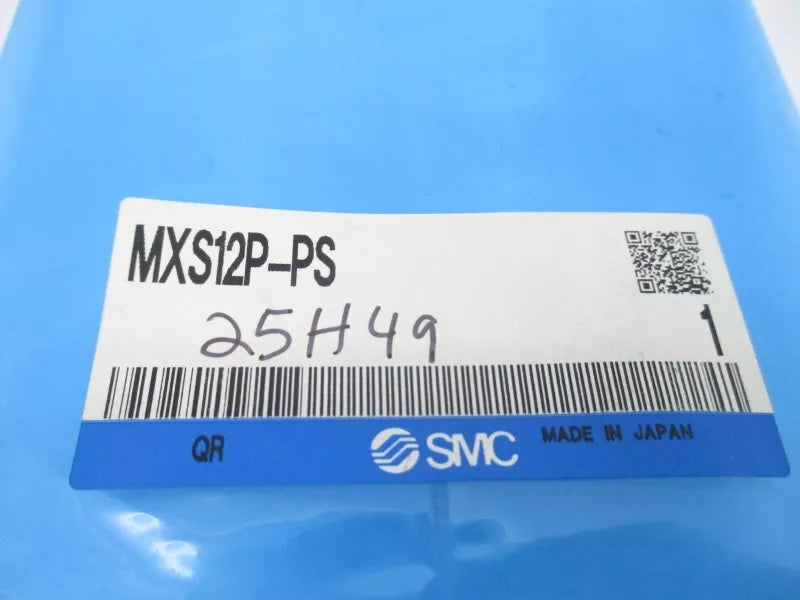 MXS12P-PS
25H49
1
QR
SMC
MADE IN JAPAN